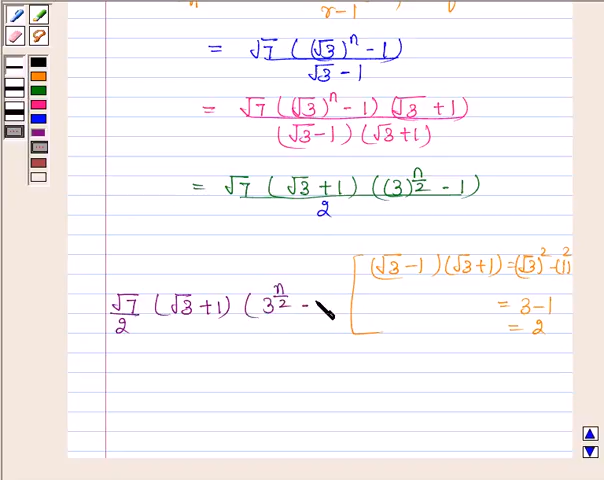 r-1
= √7 ((√3)^n - 1) / √3 - 1
= √7 ((√3)^n - 1) (√3 + 1) / (√3-1) (√3+1)
= √7 (√3+1) ((3)^(n/2) - 1) / 2
(√3-1) (√3+1) = (√3)^2 - (1)^2
√7/2 (√3+1) (3^(n/2) -
= 3-1
= 2